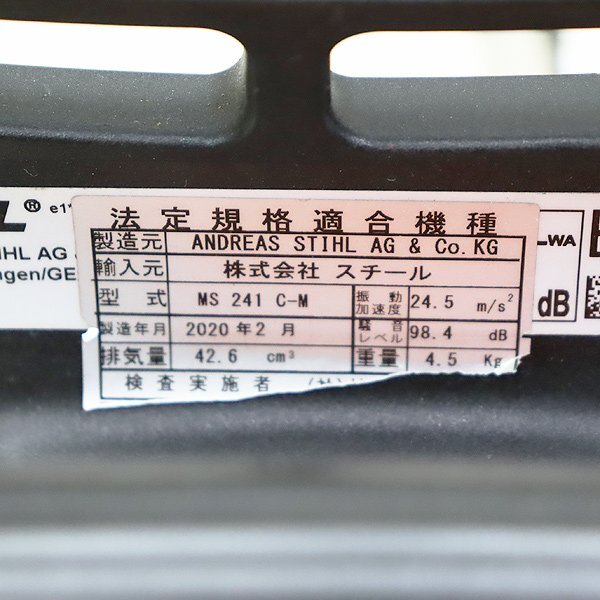 法定規格適合機種
製造元 ANDREAS STIHL AG & Co.KG
輸入元 株式会社 スチール
型式 MS 241 C-M 振動加速度 24.5 m/s²
製造年月 2020年2月 騒音レベル 98.4 dB
排気量 42.6 cm³ 重量 4.5 Kg
検査実施者
® e1*
IHL AG &
ngen/GE
LWA
dB